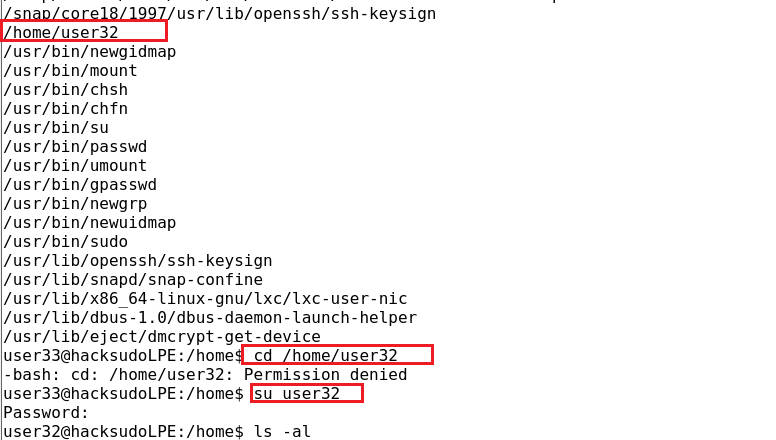 /snap/core18/1997/usr/lib/openssh/ssh-keysign
/home/user32
/usr/bin/newgidmap
/usr/bin/mount
/usr/bin/chsh
/usr/bin/chfn
/usr/bin/su
/usr/bin/passwd
/usr/bin/umount
/usr/bin/gpasswd
/usr/bin/newgrp
/usr/bin/newuidmap
/usr/bin/sudo
/usr/lib/openssh/ssh-keysign
/usr/lib/snapd/snap-confine
/usr/lib/x86_64-linux-gnu/lxc/lxc-user-nic
/usr/lib/dbus-1.0/dbus-daemon-launch-helper
/usr/lib/eject/dmcrypt-get-device
user33@hacksudoLPE:/home$ cd /home/user32
-bash: cd: /home/user32: Permission denied
user33@hacksudoLPE:/home$ su user32
Password:
user32@hacksudoLPE:/home$ ls -al